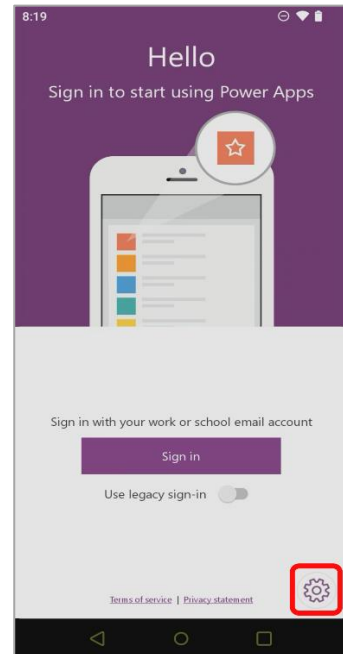 8:19
Hello
Sign in to start using Power Apps
Sign in with your work or school email account
Sign in
Use legacy sign-in
Terms of service | Privacy statement